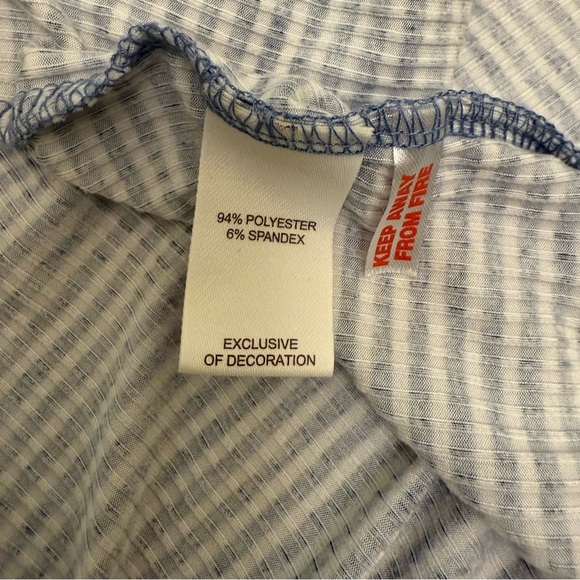 94% POLYESTER
6% SPANDEX
EXCLUSIVE
OF DECORATION
KEEP AWAY
FROM FIRE